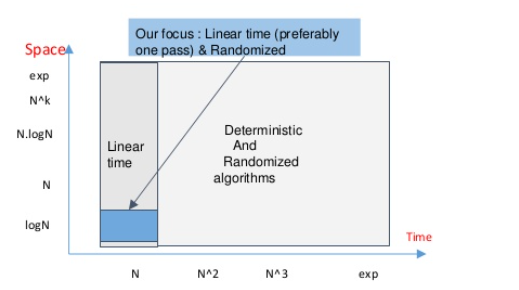 Our focus : Linear time (preferably
one pass) & Randomized
Space
exp
N^k
N.logN
N
logN
Linear
time
Deterministic
And
Randomized
algorithms
Time
N
N^2
N^3
exp